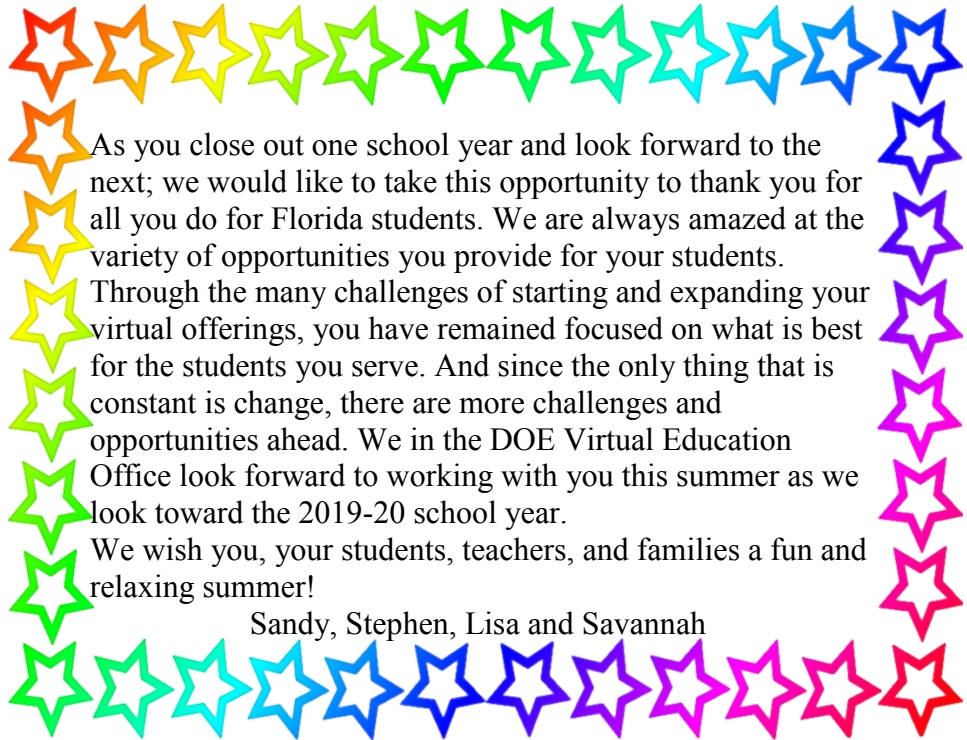 As you close out one school year and look forward to the
next; we would like to take this opportunity to thank you for
all you do for Florida students. We are always amazed at the
variety of opportunities you provide for your students.
Through the many challenges of starting and expanding your
virtual offerings, you have remained focused on what is best
for the students you serve. And since the only thing that is
constant is change, there are more challenges and
opportunities ahead. We in the DOE Virtual Education
Office look forward to working with you this summer as we
look toward the 2019-20 school year.
We wish you, your students, teachers, and families a fun and
relaxing summer!
Sandy, Stephen, Lisa and Savannah